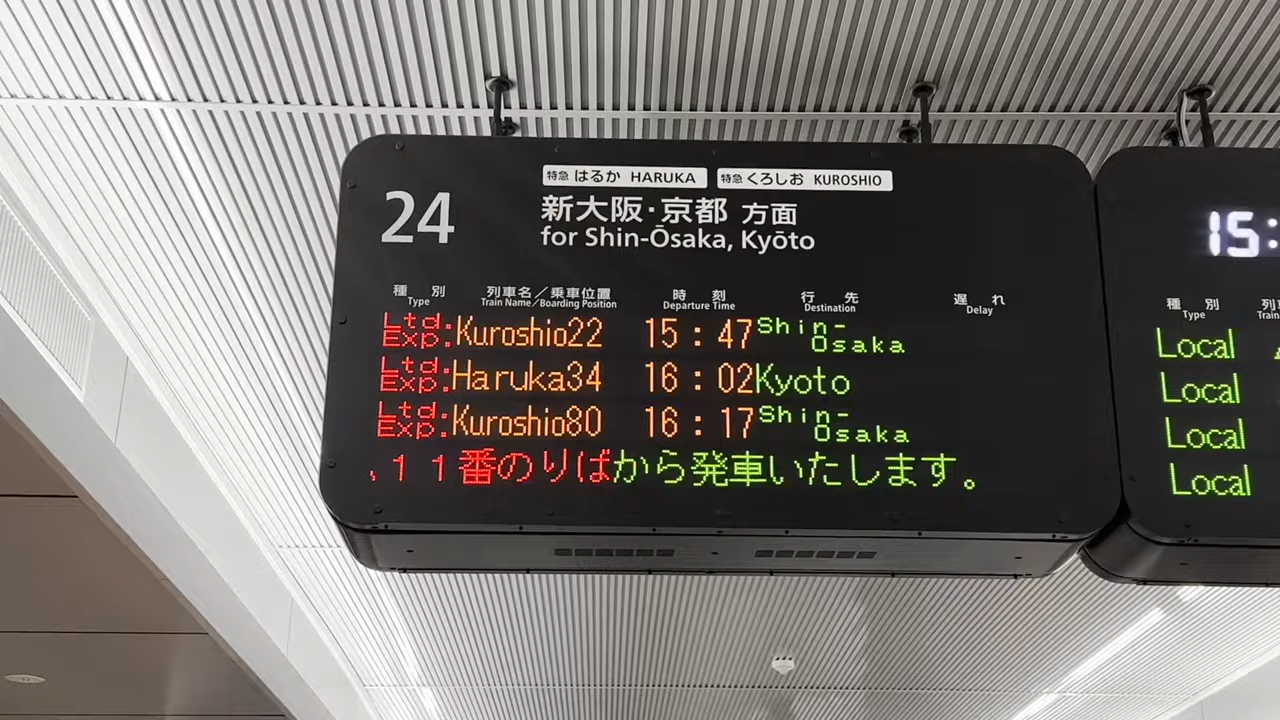 特急 はるか HARUKA 特急 くろしお KUROSHIO
24 新大阪・京都 方面
for Shin-Ōsaka, Kyōto
種別 列車名／乗車位置 時刻 行先 遅れ
Type Train Name/Boarding Position Departure Time Destination Delay
Ltd. Exp. Kuroshio22 15:47 Shin-Osaka
Ltd. Exp. Haruka34 16:02 Kyoto
Ltd. Exp. Kuroshio80 16:17 Shin-Osaka
、11番のりばから発車いたします。
15:
種別 列
Type Train
Local
Local
Local
Local